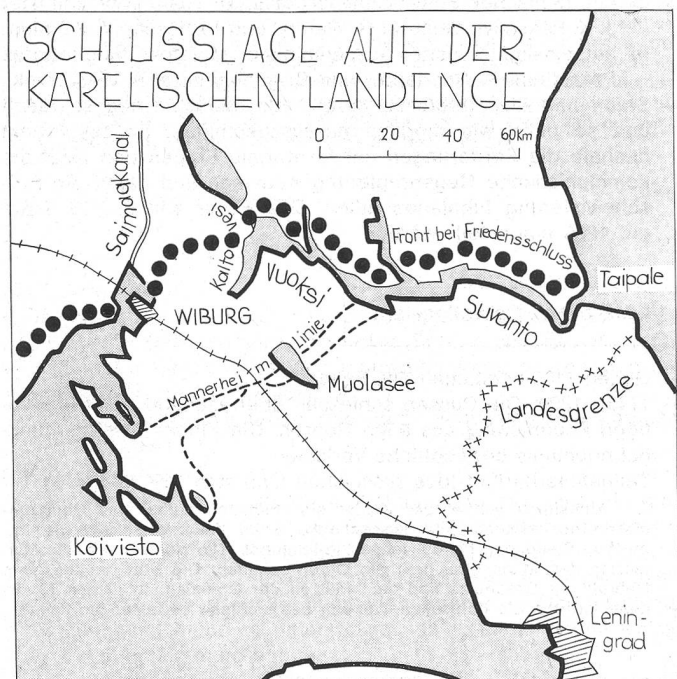 SCHLUSSLAGE AUF DER
KARELISCHEN LANDENGE
0 20 40 60Km
Saimaakanal
Kaito
vesi
Front bei Friedensschluss
Taipale
VUOKSI
WIBURG
Suvanto
Mannerheim Linie
Muolasee
Landesgrenze
Koivisto
Lenin-
grad